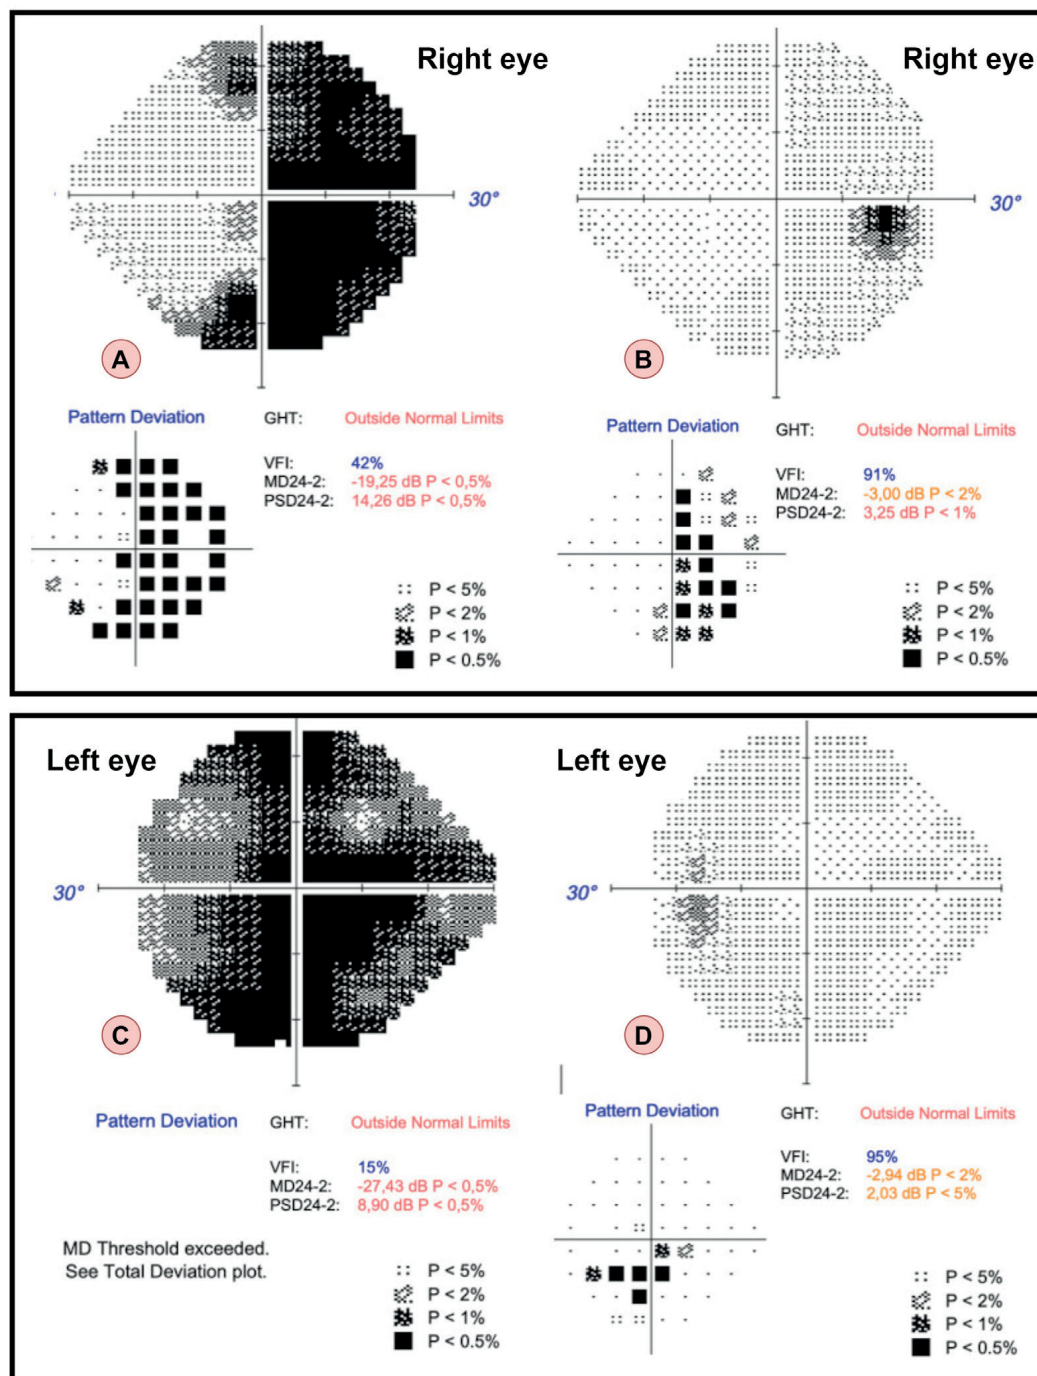 Right eye
30°
A
Pattern Deviation
GHT: Outside Normal Limits
VFI: 42%
MD24-2: -19,25 dB P < 0,5%
PSD24-2: 14,26 dB P < 0,5%
:: P < 5%
P < 2%
P < 1%
P < 0.5%
Right eye
30°
B
Pattern Deviation
GHT: Outside Normal Limits
VFI: 91%
MD24-2: -3,00 dB P < 2%
PSD24-2: 3,25 dB P < 1%
:: P < 5%
P < 2%
P < 1%
P < 0.5%
Left eye
30°
C
Pattern Deviation
GHT: Outside Normal Limits
VFI: 15%
MD24-2: -27,43 dB P < 0,5%
PSD24-2: 8,90 dB P < 0,5%
MD Threshold exceeded.
See Total Deviation plot.
:: P < 5%
P < 2%
P < 1%
P < 0.5%
Left eye
30°
D
Pattern Deviation
GHT: Outside Normal Limits
VFI: 95%
MD24-2: -2,94 dB P < 2%
PSD24-2: 2,03 dB P < 5%
:: P < 5%
P < 2%
P < 1%
P < 0.5%